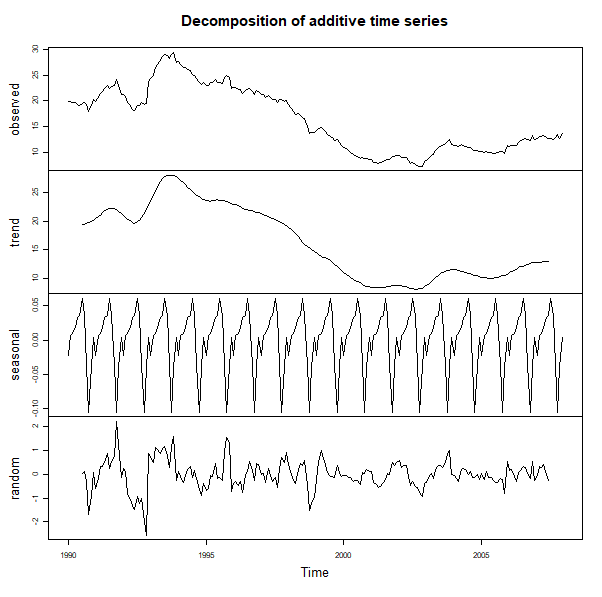 Decomposition of additive time series
observed
10 15 20 25 30
trend
10 15 20 25
seasonal
-0.10 -0.05 0.00 0.05
random
-2 -1 0 1 2
1990 1995 2000 2005
Time